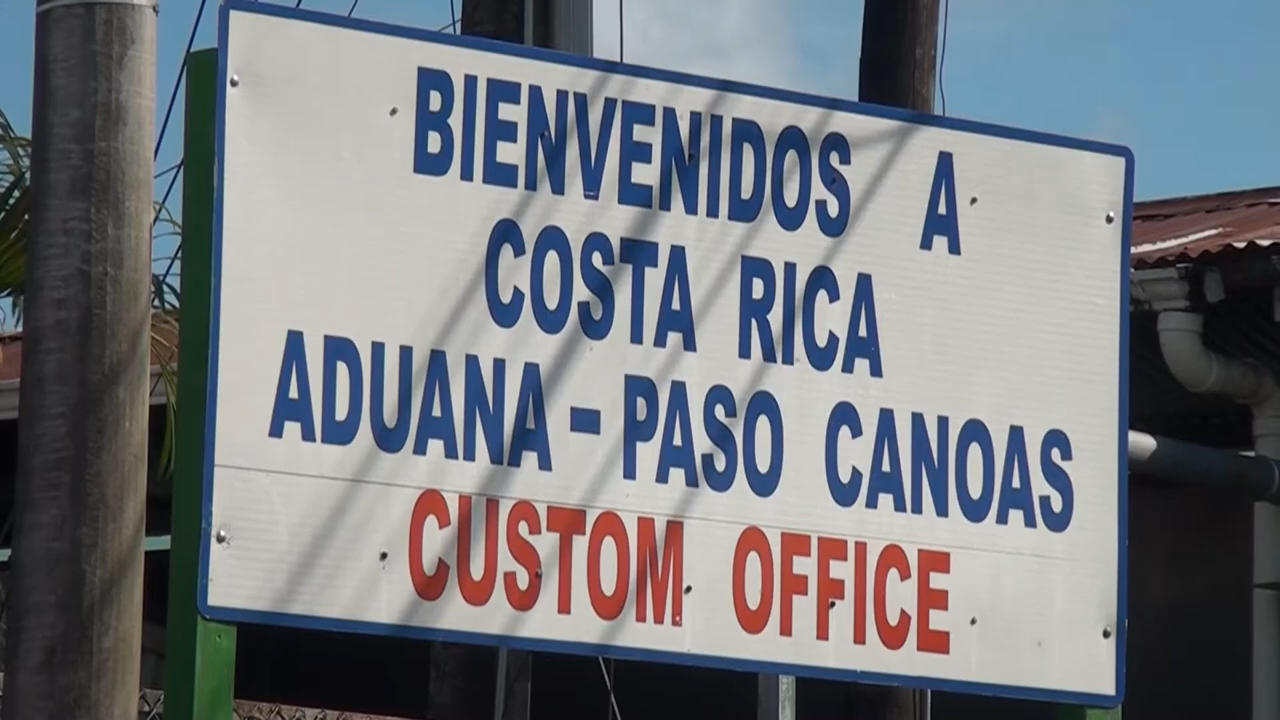 BIENVENIDOS A
COSTA RICA
ADUANA - PASO CANOAS
CUSTOM OFFICE